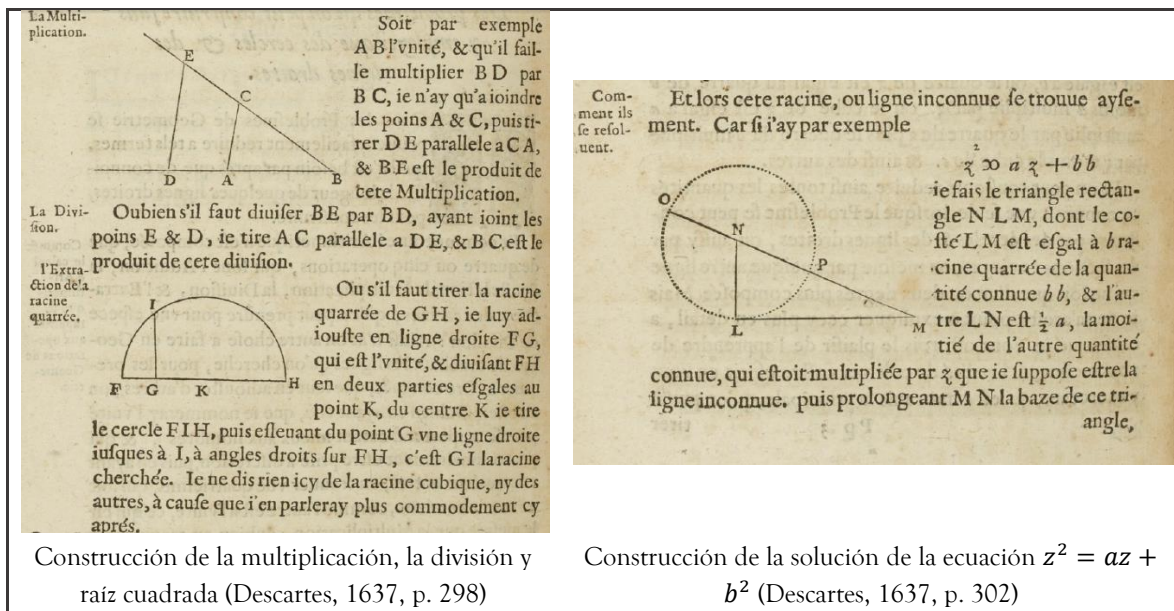 La Multi-
plication.
Soit par exemple
A B l'vnité, & qu'il fail-
le multiplier B D par
B C, ie n'ay qu'a ioindre
les poins A & C, puis ti-
rer D E parallele a C A,
& B E eſt le produit de
cete Multiplication.
E
C
D
A
B
La Divi-
ſion.
Oubien s'il faut diuiſer B E par B D, ayant ioint les
poins E & D, ie tire A C parallele a D E, & B C eſt le
produit de cete diuiſion.
l'Extra-
ction de la
racine
quarrée.
Ou s'il faut tirer la racine
quarrée de G H, ie luy ad-
iouſte en ligne droite F G,
qui eſt l'vnité, & diuiſant F H
en deux parties eſgales au
point K, du centre K ie tire
I
F
G
K
H
le cercle F I H, puis eſleuant du point G vne ligne droite
iuſques à I, à angles droits ſur F H, c'eſt G I la racine
cherchée. Ie ne dis rien icy de la racine cubique, ny des
autres, à cauſe que i'en parleray plus commodement cy
aprés.
Construcción de la multiplicación, la división y
raíz cuadrada (Descartes, 1637, p. 298)
Com-
ment ils
ſe reſol-
uent.
Et lors cete racine, ou ligne inconnue ſe trouue ayſe-
ment. Car ſi i'ay par exemple
z² ꝏ a z + b b
ie fais le triangle rectan-
gle N L M, dont le co-
ſté L M eſt eſgal à b ra-
cine quarrée de la quan-
tité connue b b, & l'au-
tre L N eſt ½ a, la moi-
tié de l'autre quantité
O
N
P
L
M
connue, qui eſtoit multipliée par z que ie ſuppoſe eſtre la
ligne inconnue. puis prolongeant M N la baze de ce tri-
angle,
Construcción de la solución de la ecuación z² = az +
b² (Descartes, 1637, p. 302)